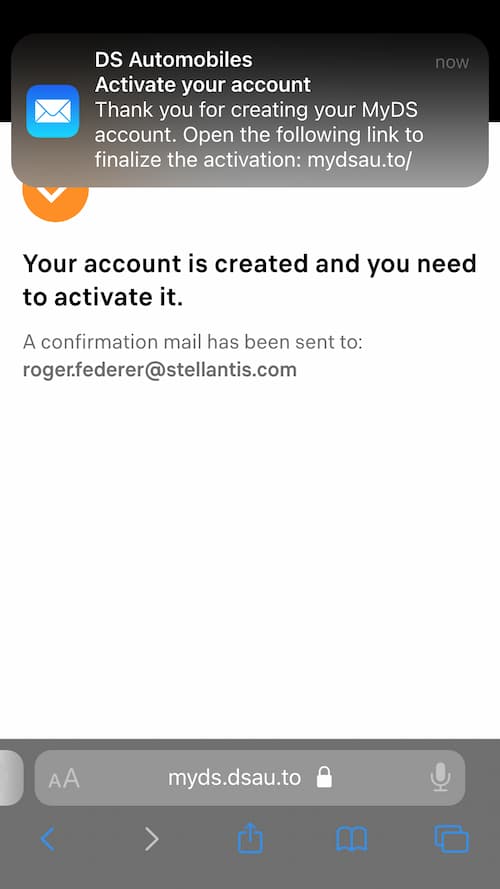 DS Automobiles
now
Activate your account
Thank you for creating your MyDS
account. Open the following link to
finalize the activation: mydsau.to/
Your account is created and you need
to activate it.
A confirmation mail has been sent to:
roger.federer@stellantis.com
AA
myds.dsau.to